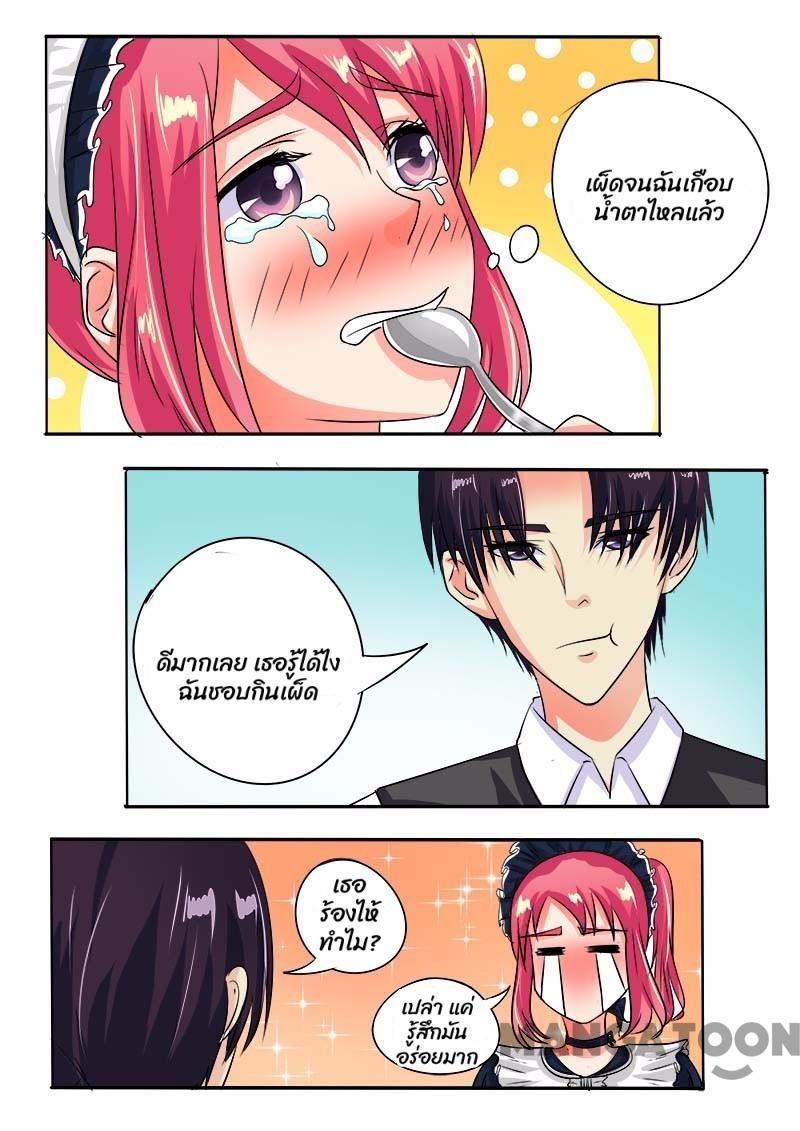 เผ็ดจนฉันเกือบ
น้ำตาไหลแล้ว
ดีมากเลย เธอรู้ได้ไง
ฉันชอบกินเผ็ด
เธอ
ร้องไห้
ทำไม?
เปล่า แค่
รู้สึกมัน
อร่อยมาก
MANGATOON